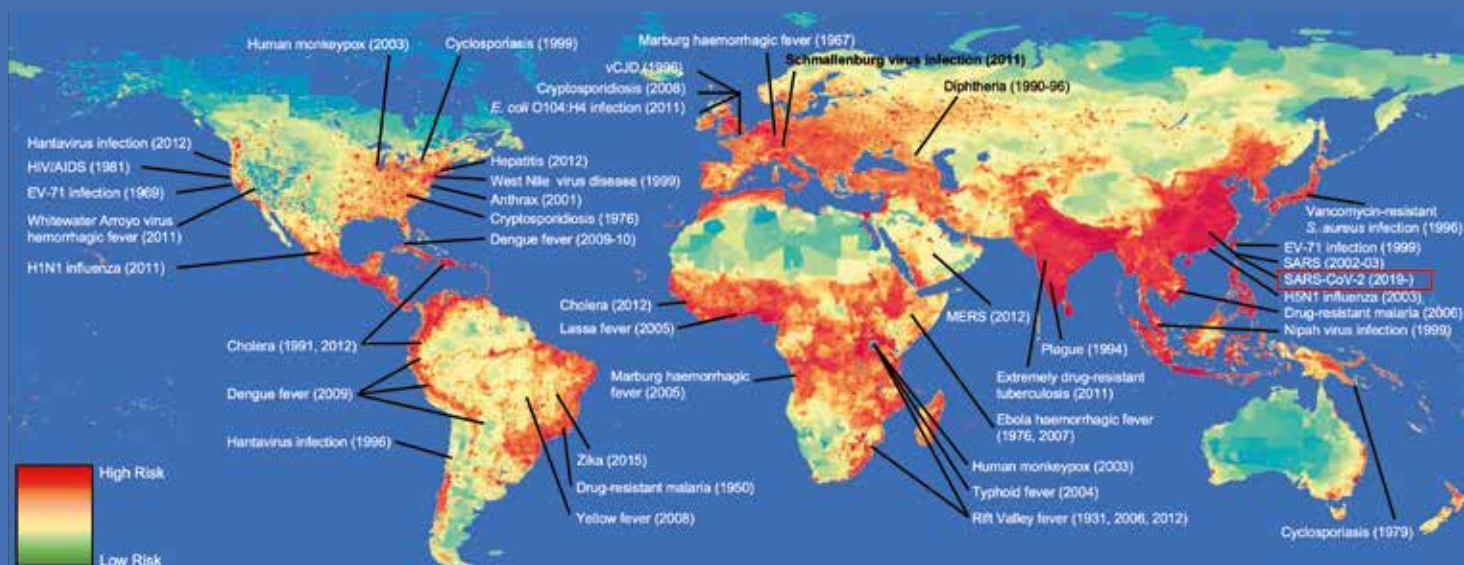 Human monkeypox (2003)
Cyclosporiasis (1999)
Marburg haemorrhagic fever (1967)
Schmallenburg virus infection (2011)
vCJD (1996)
Cryptosporidiosis (2008)
E. coli O104:H4 infection (2011)
Diphtheria (1990-96)
Hantavirus infection (2012)
HIV/AIDS (1981)
EV-71 infection (1969)
Whitewater Arroyo virus
hemorrhagic fever (2011)
H1N1 influenza (2011)
Hepatitis (2012)
West Nile virus disease (1999)
Anthrax (2001)
Cryptosporidiosis (1976)
Dengue fever (2009-10)
Vancomycin-resistant
S. aureus infection (1996)
EV-71 infection (1999)
SARS (2002-03)
SARS-CoV-2 (2019-)
H5N1 influenza (2003)
Drug-resistant malaria (2006)
Nipah virus infection (1999)
Cholera (2012)
Lassa fever (2005)
MERS (2012)
Plague (1994)
Cholera (1991, 2012)
Dengue fever (2009)
Hantavirus infection (1996)
Marburg haemorrhagic
fever (2005)
Extremely drug-resistant
tuberculosis (2011)
Ebola haemorrhagic fever
(1976, 2007)
Zika (2015)
Drug-resistant malaria (1950)
Yellow fever (2008)
Human monkeypox (2003)
Typhoid fever (2004)
Rift Valley fever (1931, 2006, 2012)
Cyclosporiasis (1979)
High Risk
Low Risk